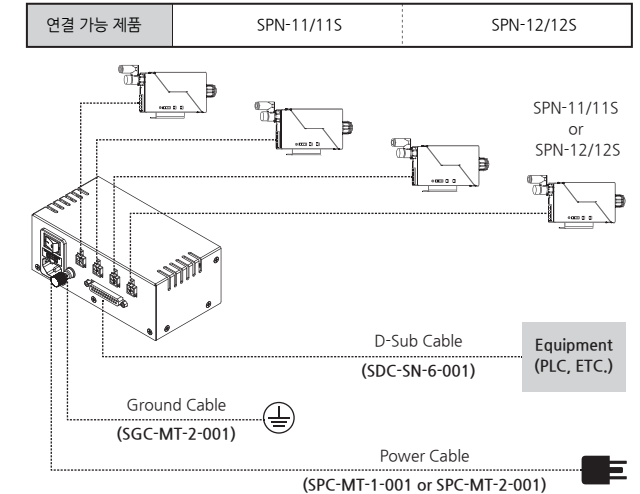 연결 가능 제품 SPN-11/11S SPN-12/12S
SPN-11/11S
or
SPN-12/12S
D-Sub Cable
(SDC-SN-6-001)
Equipment
(PLC, ETC.)
Ground Cable
(SGC-MT-2-001)
Power Cable
(SPC-MT-1-001 or SPC-MT-2-001)